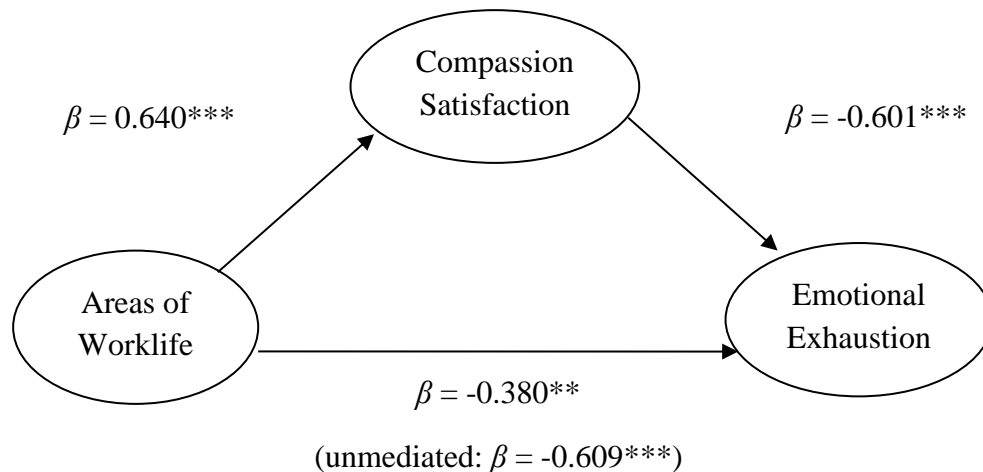 Compassion
Satisfaction
β = 0.640***
β = -0.601***
Areas of
Worklife
Emotional
Exhaustion
β = -0.380**
(unmediated: β = -0.609***)